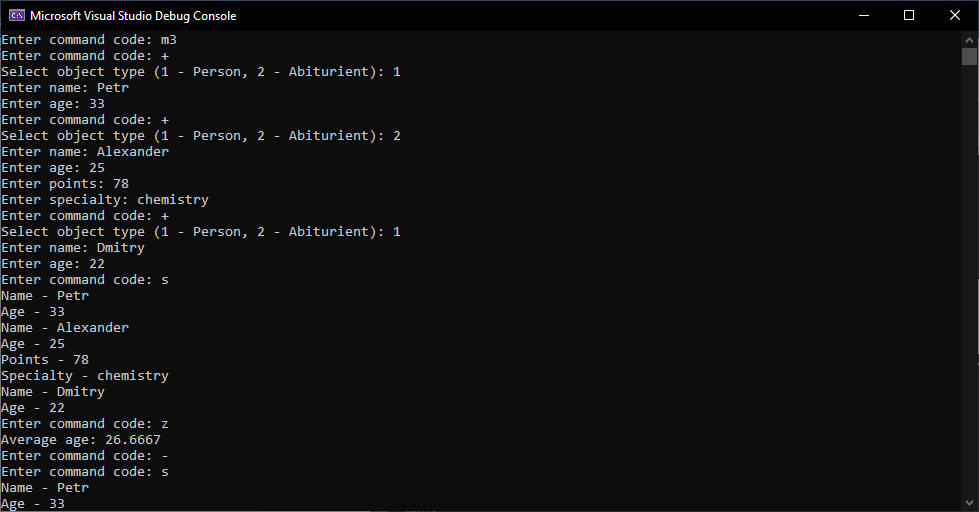 Microsoft Visual Studio Debug Console
Enter command code: m3
Enter command code: +
Select object type (1 - Person, 2 - Abiturient): 1
Enter name: Petr
Enter age: 33
Enter command code: +
Select object type (1 - Person, 2 - Abiturient): 2
Enter name: Alexander
Enter age: 25
Enter points: 78
Enter specialty: chemistry
Enter command code: +
Select object type (1 - Person, 2 - Abiturient): 1
Enter name: Dmitry
Enter age: 22
Enter command code: s
Name - Petr
Age - 33
Name - Alexander
Age - 25
Points - 78
Specialty - chemistry
Name - Dmitry
Age - 22
Enter command code: z
Average age: 26.6667
Enter command code: -
Enter command code: s
Name - Petr
Age - 33